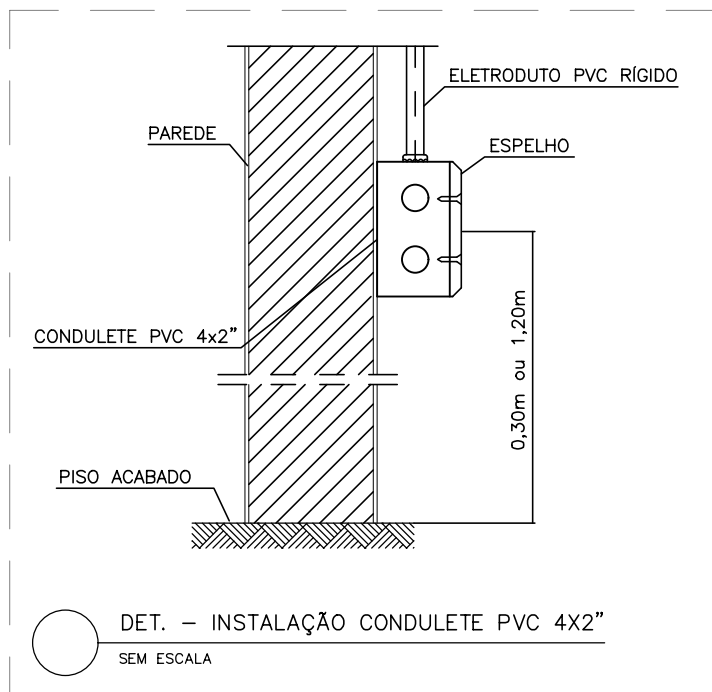 ELETRODUTO PVC RÍGIDO
PAREDE
ESPELHO
CONDULETE PVC 4x2”
0,30m ou 1,20m
PISO ACABADO
DET. – INSTALAÇÃO CONDULETE PVC 4X2”
SEM ESCALA